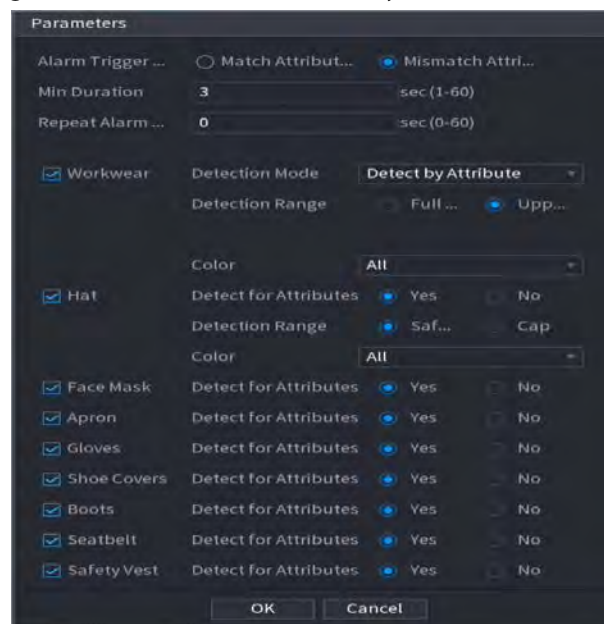 Parameters
Alarm Trigger ... Match Attribut... Mismatch Attri...
Min Duration 3 sec (1-60)
Repeat Alarm ... 0 sec (0-60)
Workwear Detection Mode Detect by Attribute
Detection Range Full ... Upp...
Color All
Hat Detect for Attributes Yes No
Detection Range Saf... Cap
Color All
Face Mask Detect for Attributes Yes No
Apron Detect for Attributes Yes No
Gloves Detect for Attributes Yes No
Shoe Covers Detect for Attributes Yes No
Boots Detect for Attributes Yes No
Seatbelt Detect for Attributes Yes No
Safety Vest Detect for Attributes Yes No
OK Cancel